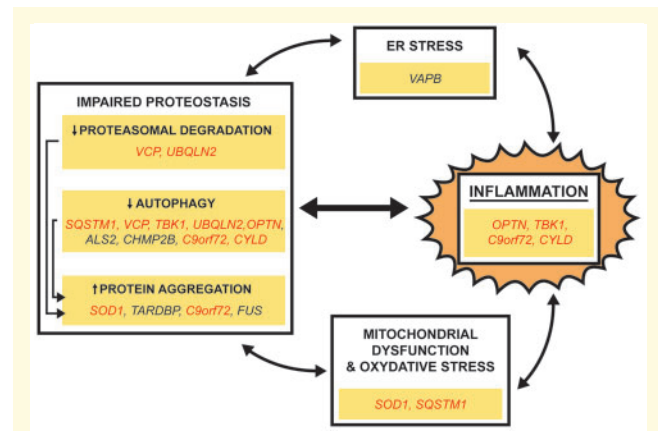 ER STRESS
VAPB
IMPAIRED PROTEOSTASIS
↓PROTEASOMAL DEGRADATION
VCP, UBQLN2
↓ AUTOPHAGY
SQSTM1, VCP, TBK1, UBQLN2,OPTN,
ALS2, CHMP2B, C9orf72, CYLD
↑PROTEIN AGGREGATION
SOD1, TARDBP, C9orf72, FUS
INFLAMMATION
OPTN, TBK1,
C9orf72, CYLD
MITOCHONDRIAL
DYSFUNCTION
& OXYDATIVE STRESS
SOD1, SQSTM1